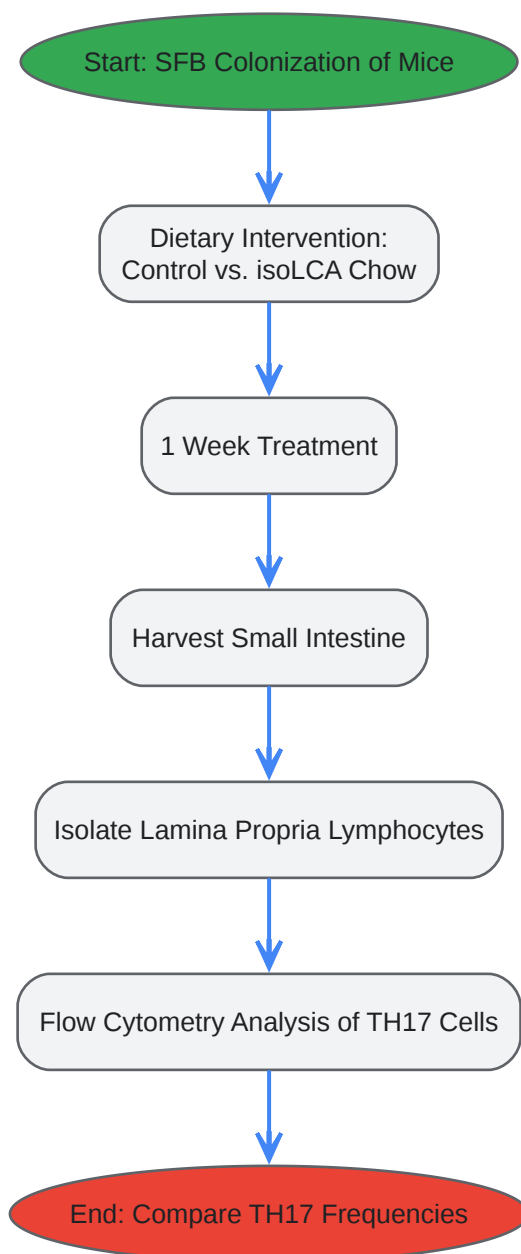 Start: SFB Colonization of Mice
Dietary Intervention:
Control vs. isoLCA Chow
1 Week Treatment
Harvest Small Intestine
Isolate Lamina Propria Lymphocytes
Flow Cytometry Analysis of TH17 Cells
End: Compare TH17 Frequencies